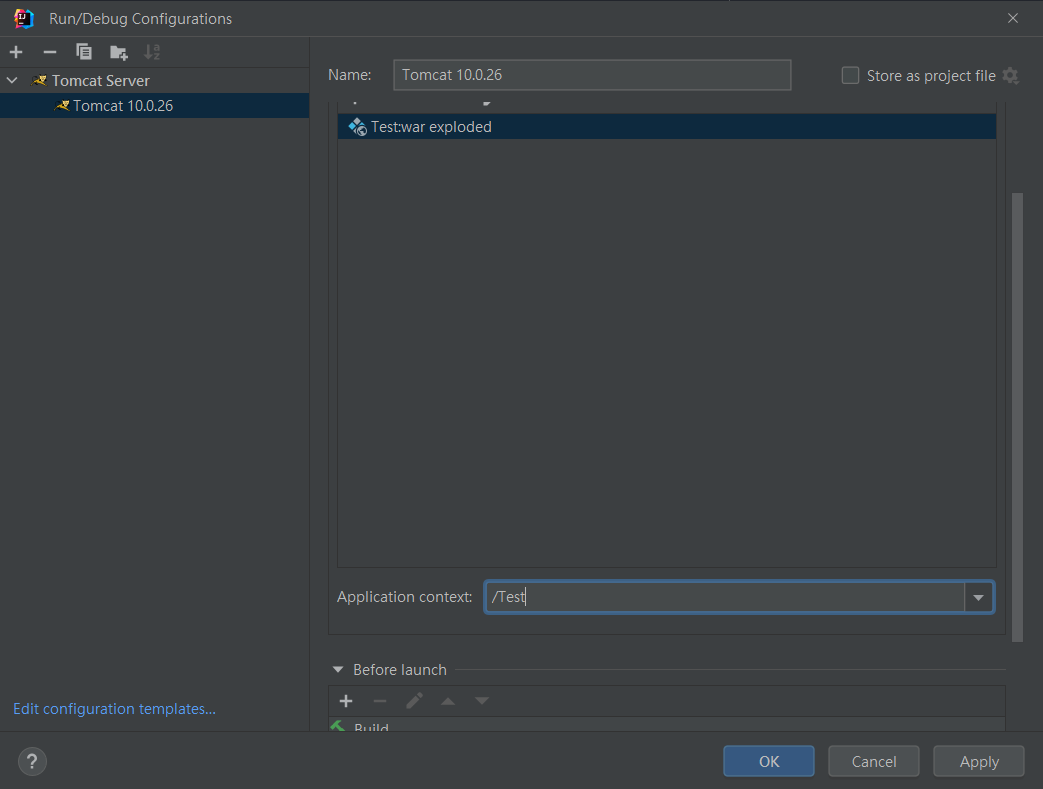 Run/Debug Configurations
Name: Tomcat 10.0.26 Store as project file
Tomcat Server
Tomcat 10.0.26
Test:war exploded
Application context: /Test
Before launch
Build
Edit configuration templates...
? OK Cancel Apply